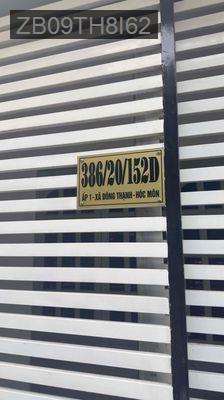 ZB09TH8I62
386/20/152D
ẤP 1 - XÃ ĐÔNG THẠNH - HÓC MÔN